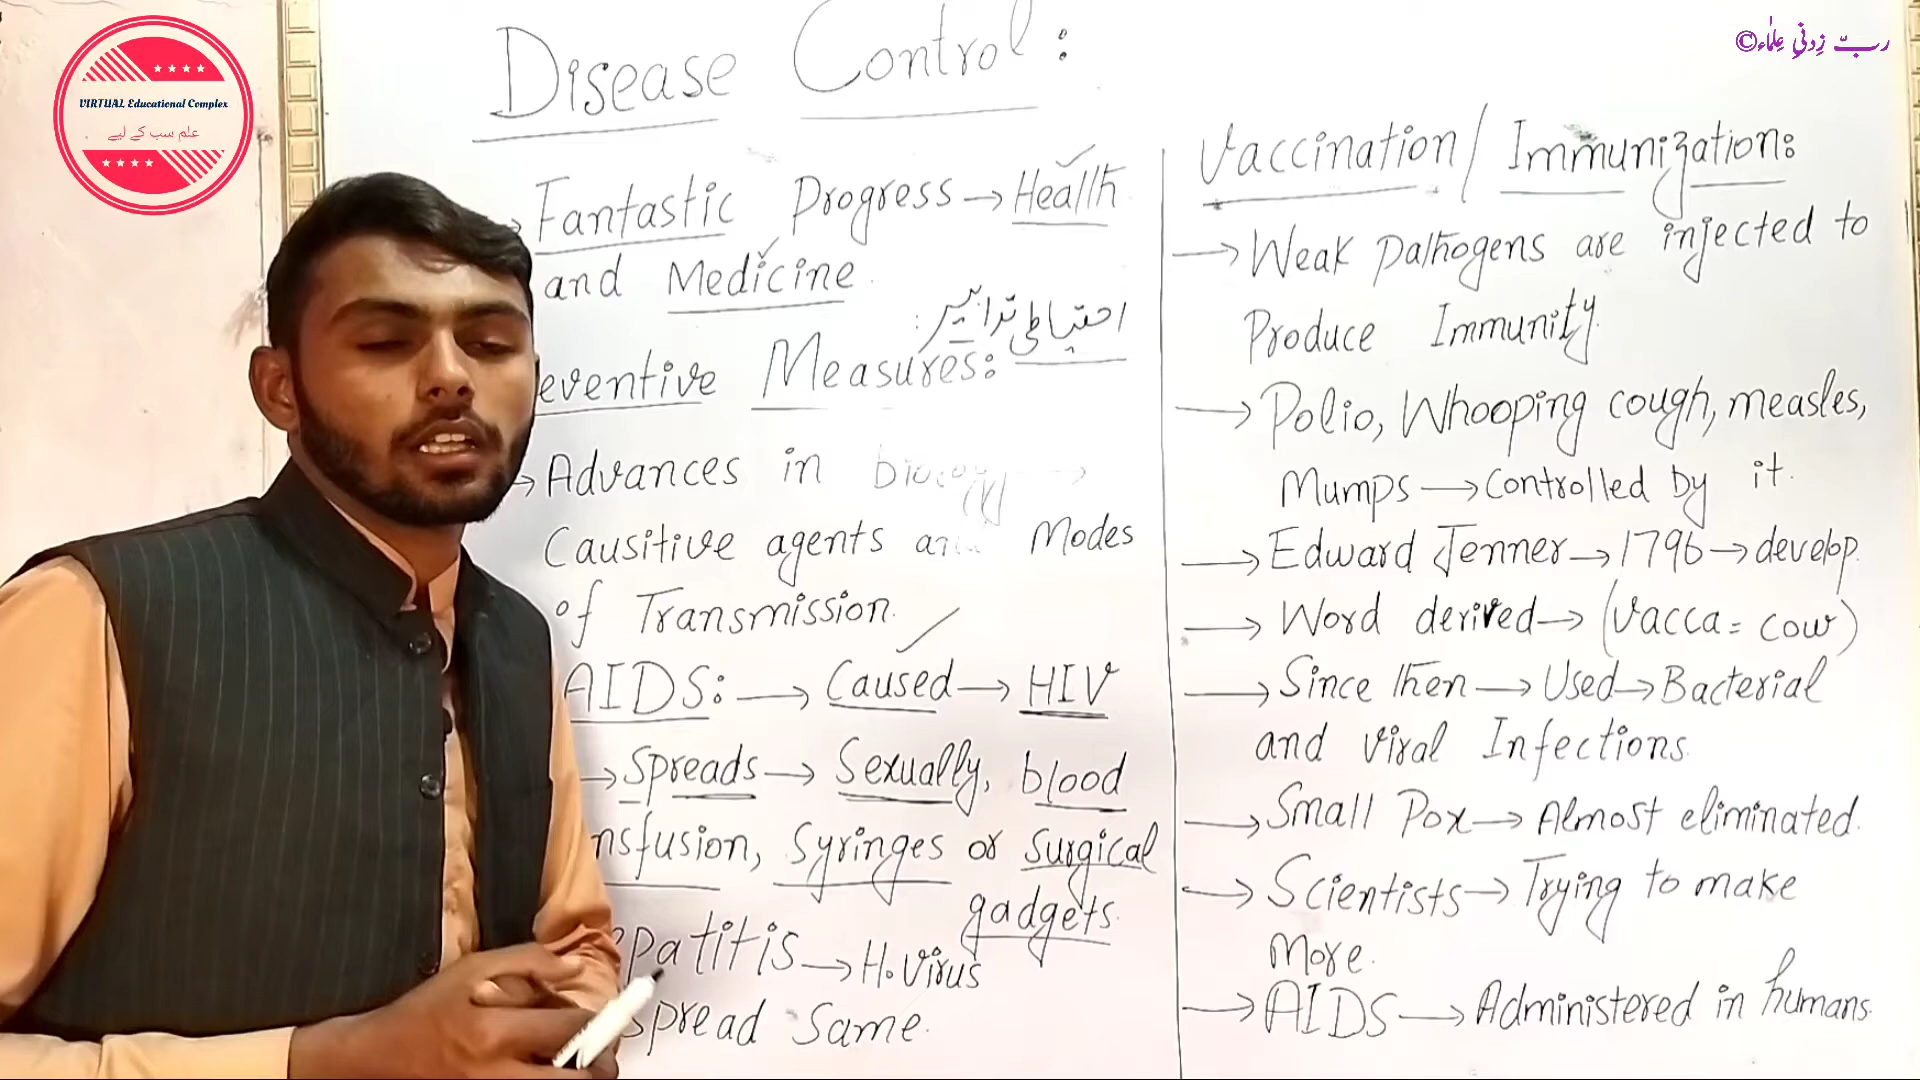 VIRTUAL Educational Complex
علم سب کے لیے
ربّ زِدنیِ عِلمٰاء©
Disease Control:
→ Fantastic Progress → Health
and Medicine.
احتیاطی تدابیر:
eventive Measures:
→ Advances in
Causitive agents Modes
of Transmission.
AIDS: → Caused → HIV
→ Spreads → Sexually, blood
nsfusion, Syringes or Surgical
gadgets.
patitis → H. Virus
Spread Same.
Vaccination / Immunization:
→ Weak pathogens are injected to
Produce Immunity.
→ Polio, Whooping cough, measles,
Mumps → Controlled by it.
→ Edward Jenner → 1796 → develop.
→ Word derived → (Vacca = cow)
→ Since then → Used → Bacterial
and Viral Infections.
→ Small Pox → Almost eliminated.
→ Scientists → Trying to make
More.
→ AIDS → Administered in humans.